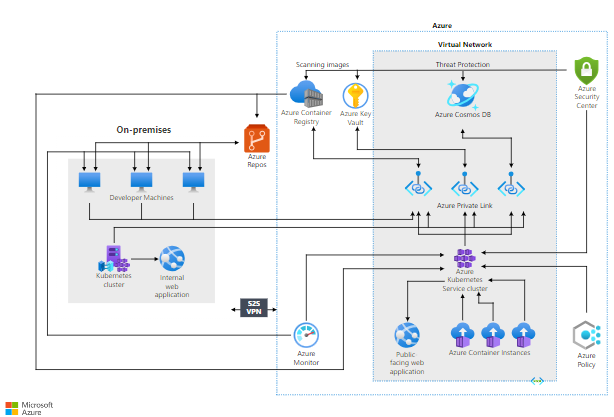 Azure
Virtual Network
Scanning images
Threat Protection
Azure
Security
Center
Azure Container
Registry
Azure Key
Vault
Azure Cosmos DB
On-premises
Azure
Repos
Developer Machines
Azure Private Link
Kubernetes
cluster
Internal
web
application
Azure
Kubernetes
Service cluster
S2S
VPN
Azure
Monitor
Public-
facing web
application
Azure Container Instances
Azure
Policy
Microsoft
Azure